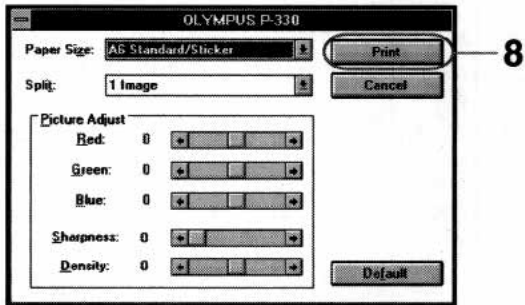 OLYMPUS P-330
Paper Size: A6 Standard/Sticker Print 8
Split: 1 Image Cancel
Picture Adjust
Red: 0
Green: 0
Blue: 0
Sharpness: 0
Density: 0
Default